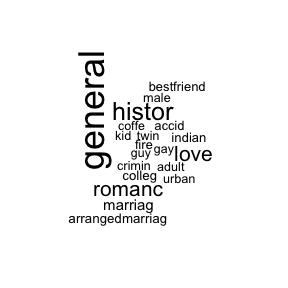 general
bestfriend
male
histor
coffe accid
kid twin indian
fire
guy gay love
crimin adult
colleg urban
romanc
marriag
arrangedmarriag